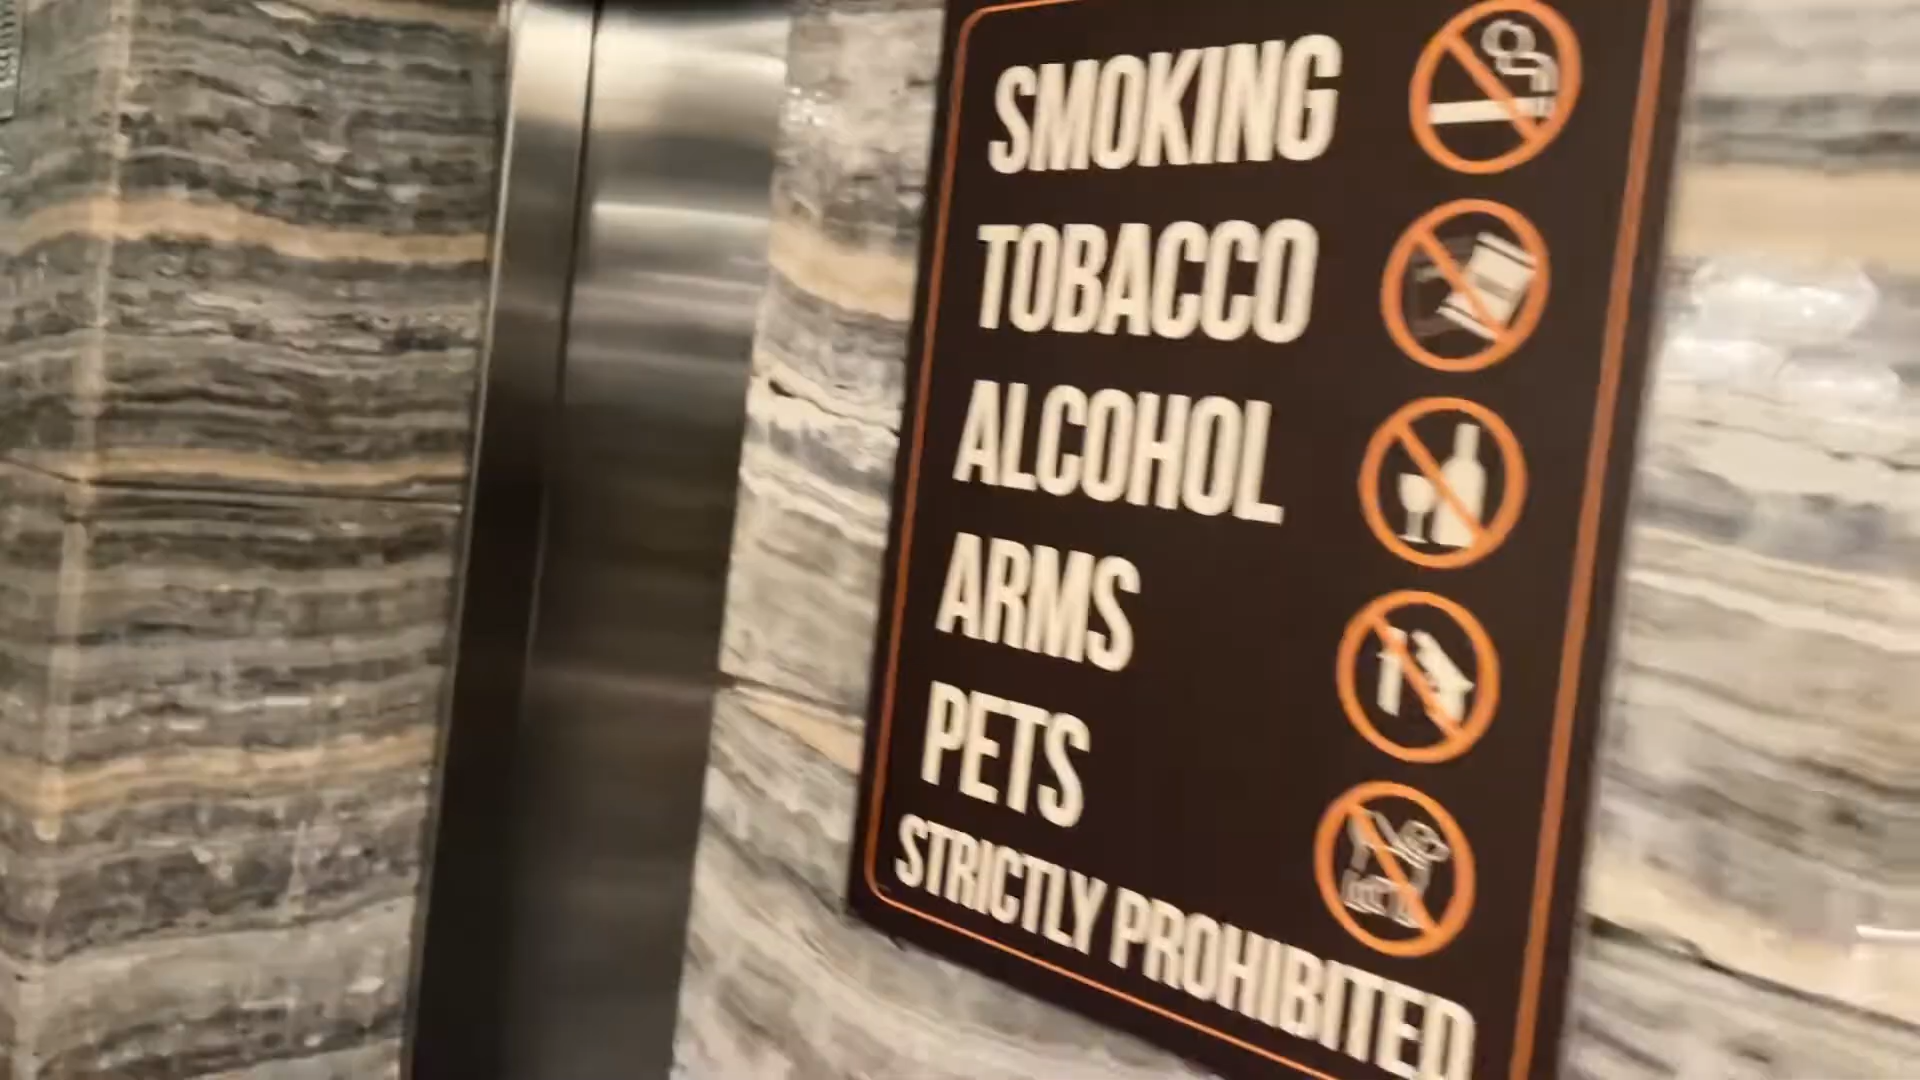 SMOKING
TOBACCO
ALCOHOL
ARMS
PETS
STRICTLY PROHIBITED